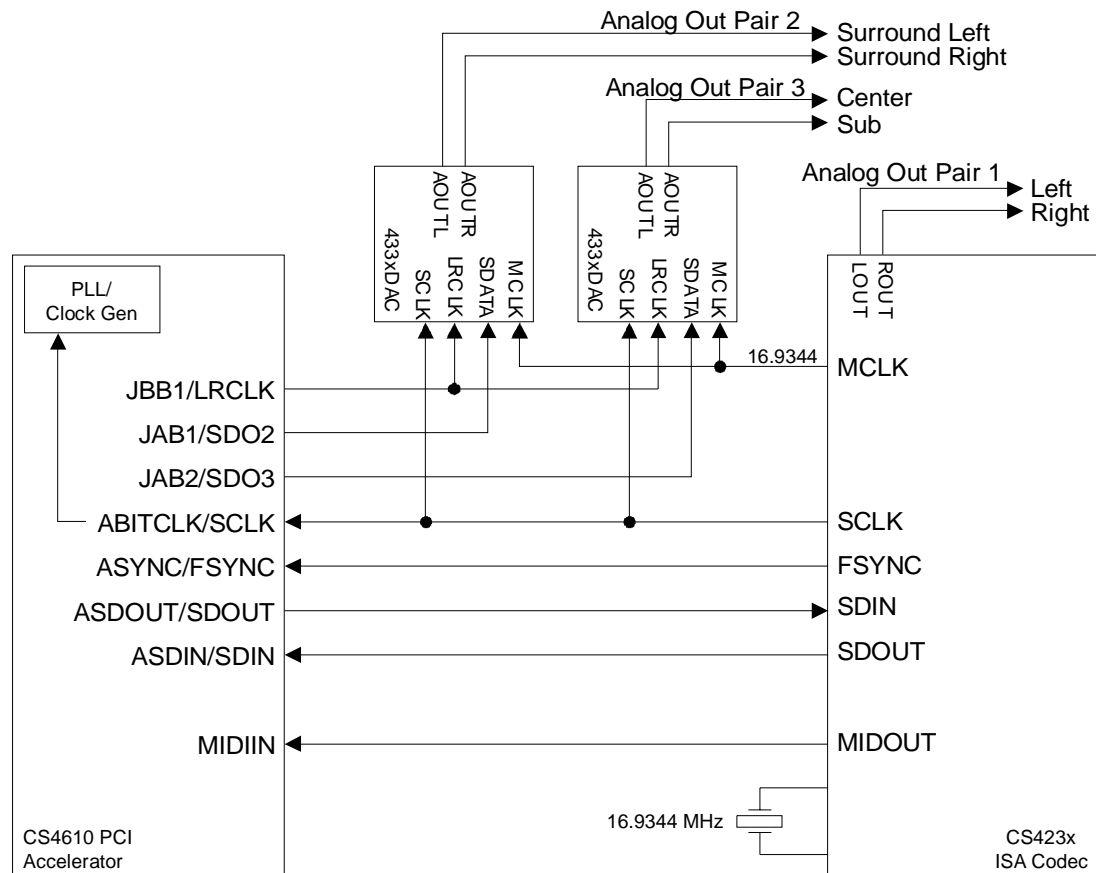 Analog Out Pair 2
Surround Left
Surround Right
Analog Out Pair 3
Center
Sub
Analog Out Pair 1
Left
Right
AOUTL
AOUTR
433xDAC
SCLK
LRCLK
SDATA
MCLK
AOUTL
AOUTR
433xDAC
SCLK
LRCLK
SDATA
MCLK
LOUT
ROUT
PLL/
Clock Gen
16.9344
MCLK
JBB1/LRCLK
JAB1/SDO2
JAB2/SDO3
ABITCLK/SCLK
SCLK
ASYNC/FSYNC
FSYNC
ASDOUT/SDOUT
SDIN
ASDIN/SDIN
SDOUT
MIDIIN
MIDOUT
16.9344 MHz
CS4610 PCI
Accelerator
CS423x
ISA Codec